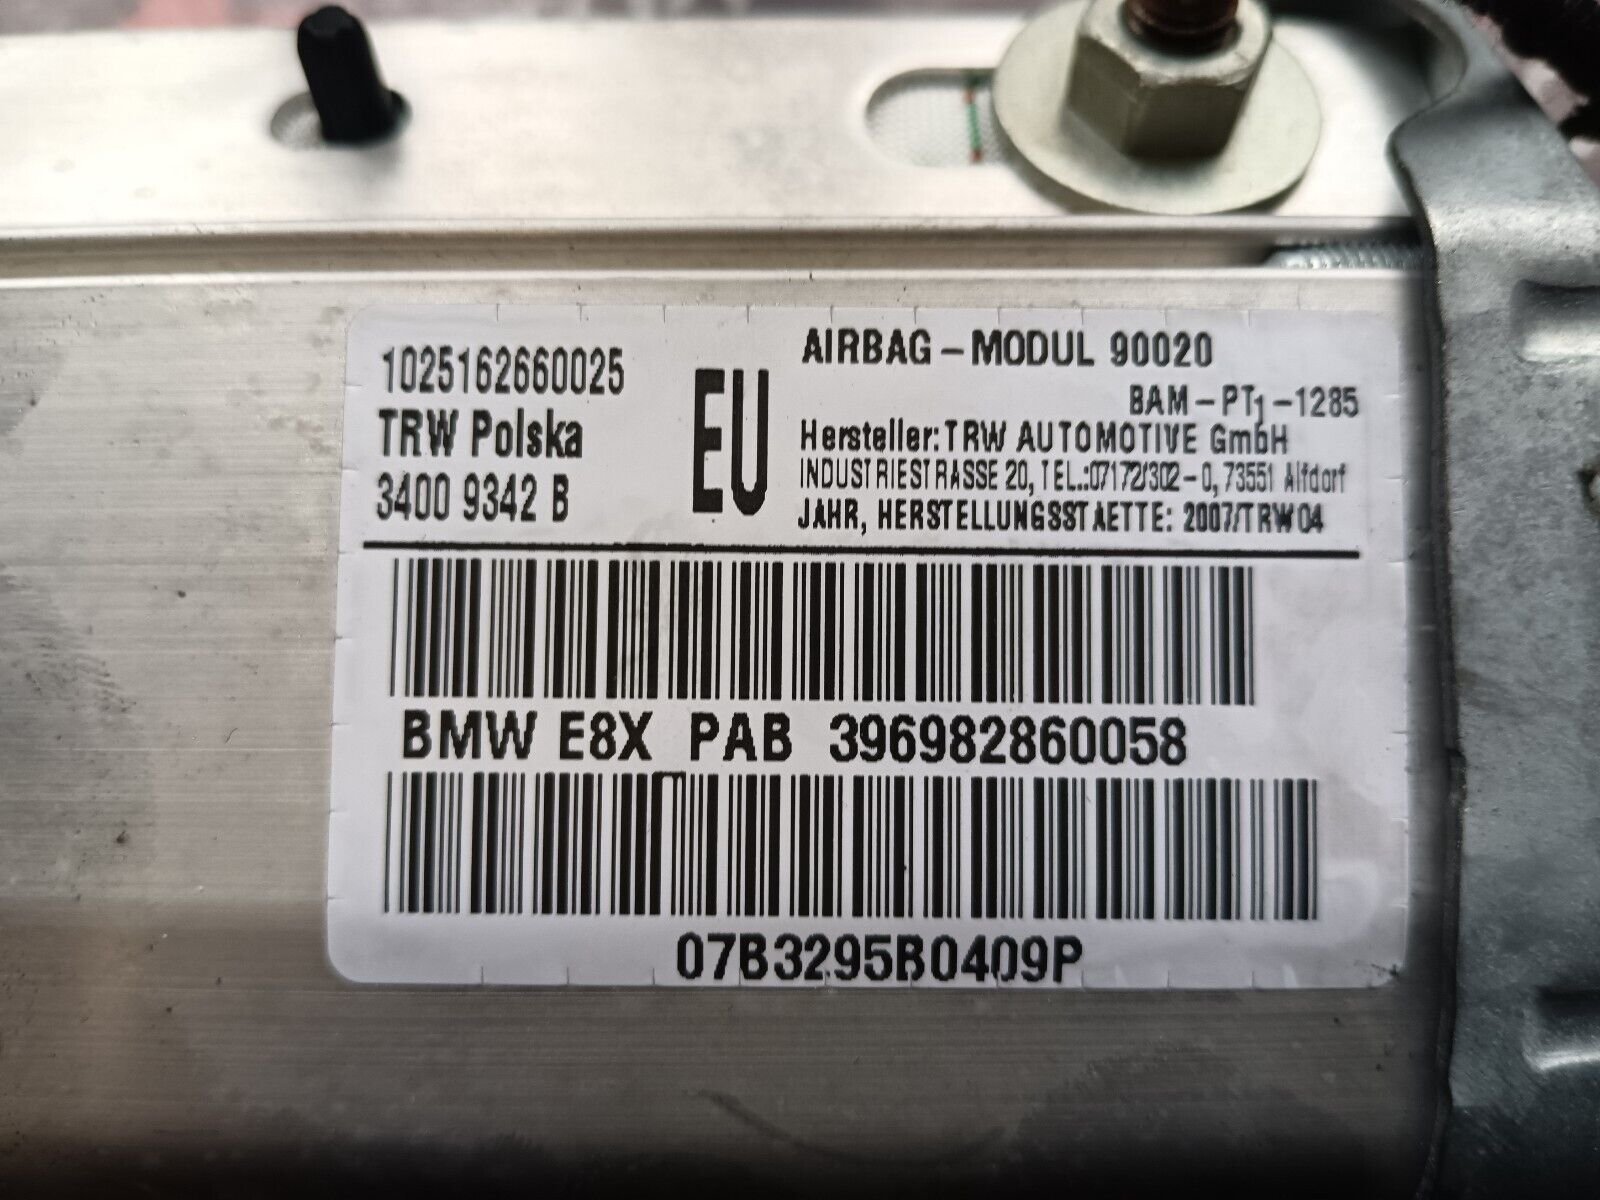 1025162660025
TRW Polska
3400 9342 B
EU
AIRBAG – MODUL 90020
BAM – PT1 – 1285
Hersteller: TRW AUTOMOTIVE GmbH
INDUSTRIESTRASSE 20, TEL.:07172/302 – 0, 73551 Alfdorf
JAHR, HERSTELLUNGSSTAETTE: 2007/TRW04
BMW E8X PAB 396982860058
07B3295B0409P